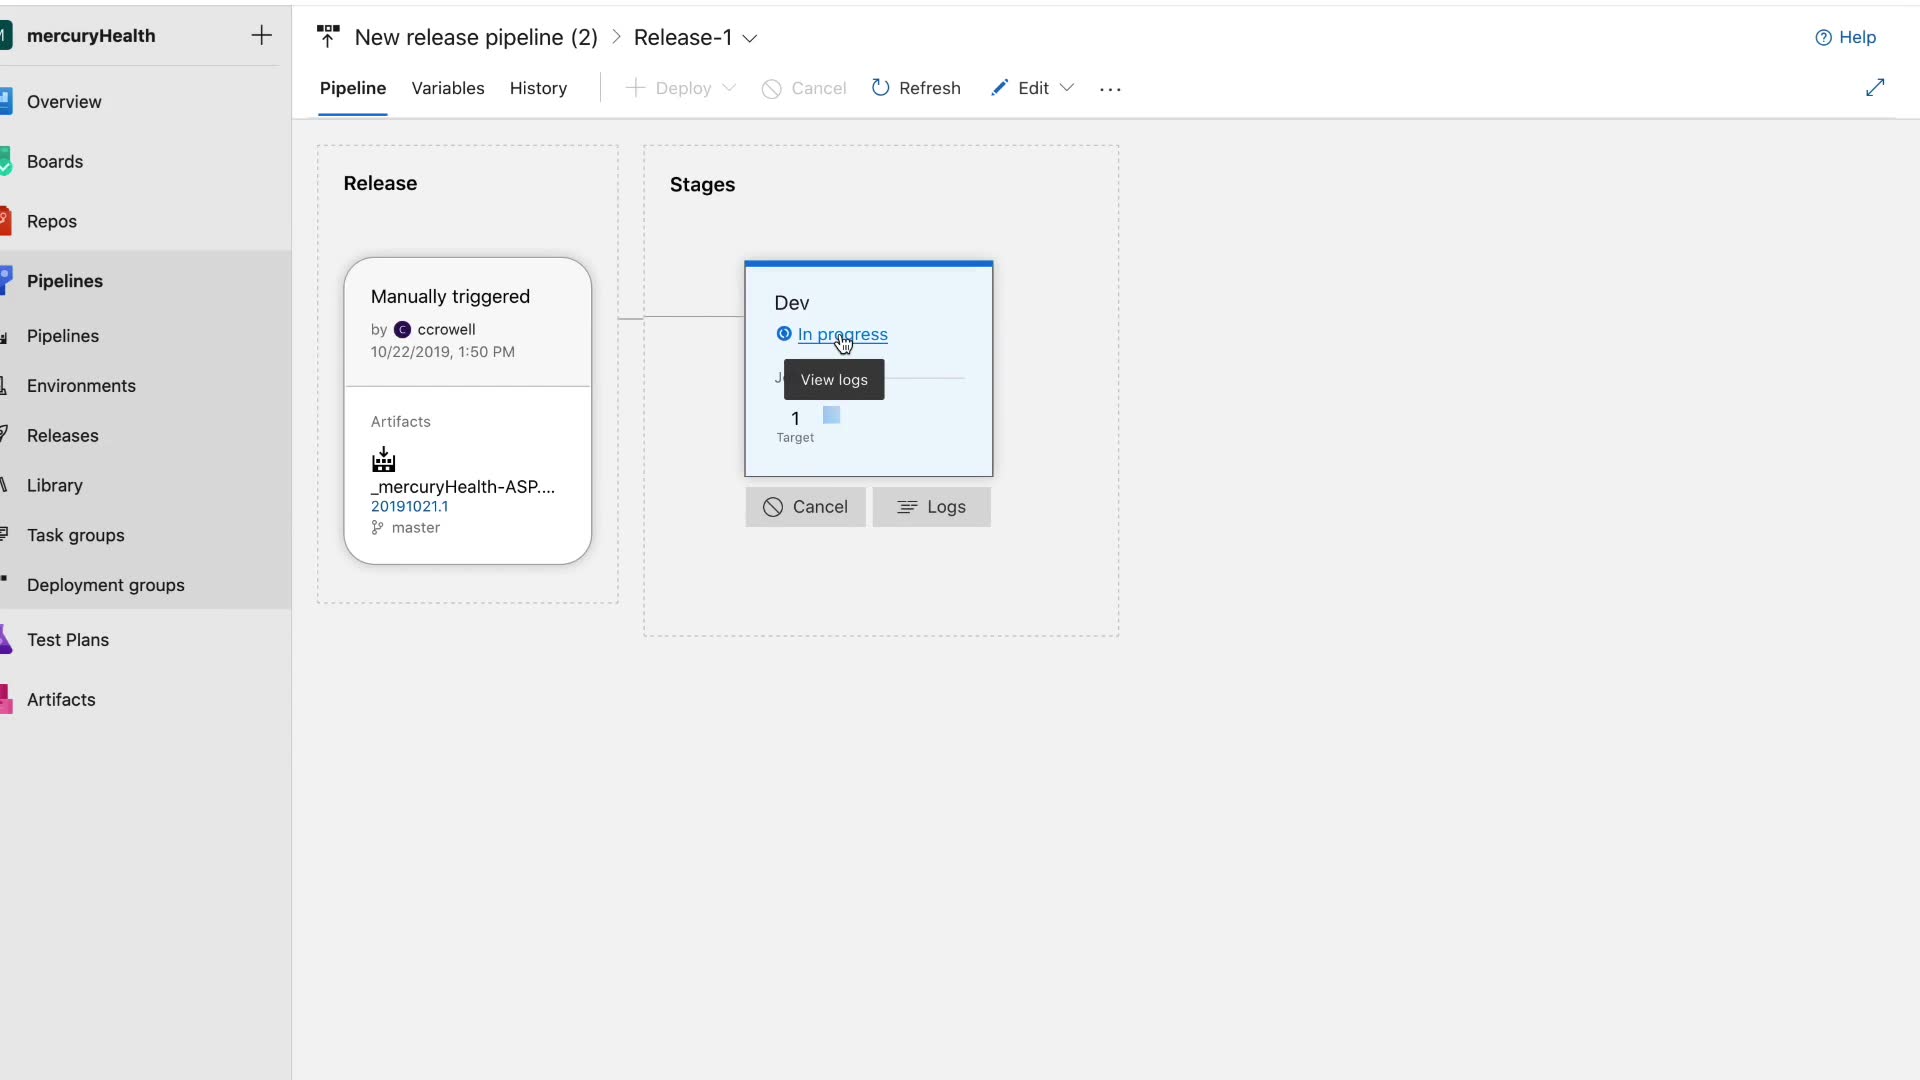 mercuryHealth
Overview
Boards
Repos
Pipelines
Pipelines
Environments
Releases
Library
Task groups
Deployment groups
Test Plans
Artifacts
New release pipeline (2) > Release-1
Help
Pipeline Variables History Deploy Cancel Refresh Edit ...
Release
Manually triggered
by C ccrowell
10/22/2019, 1:50 PM
Artifacts
_mercuryHealth-ASP....
20191021.1
master
Stages
Dev
In progress
View logs
1
Target
Cancel
Logs